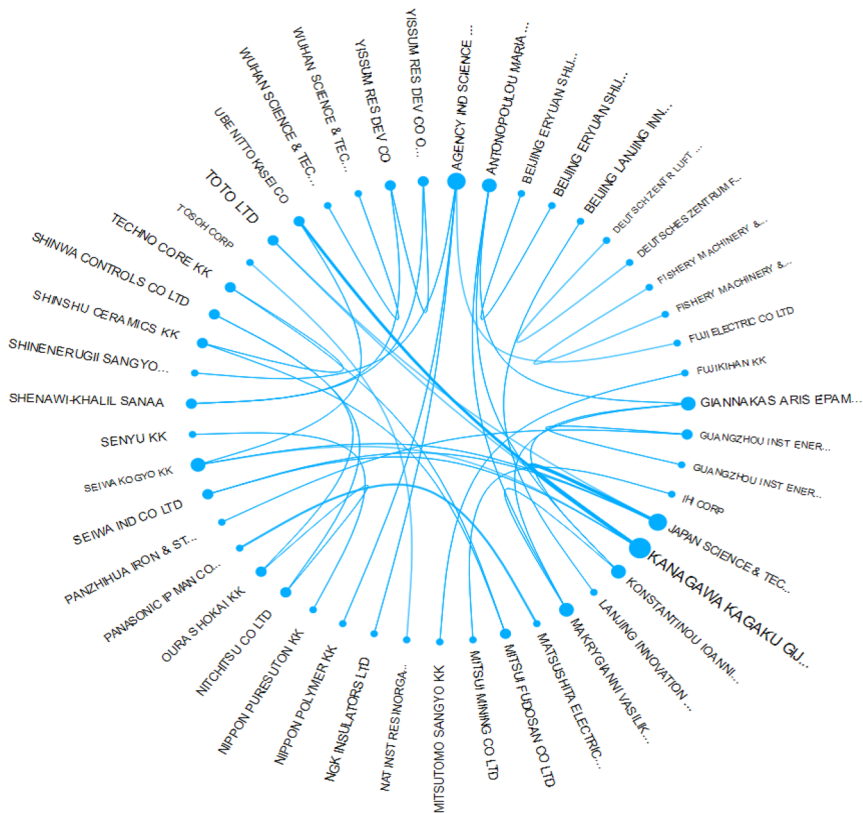 AGENCY IND SCIENCE ...
ANTONOPOULOU MARIA ...
BEIJING ERYUAN SHIJ...
BEIJING ERYUAN SHIJ...
BEIJING LANJING INN...
DEUTSCH ZENTR LUFT ...
DEUTSCHES ZENTRUM F...
FISHERY MACHINERY &...
FISHERY MACHINERY &...
FUJI ELECTRIC CO LTD
FUJIKIHAN KK
GIANNAKAS ARIS EPAM...
GUANGZHOU INST ENER...
GUANGZHOU INST ENER...
IHI CORP
JAPAN SCIENCE & TEC...
KANAGAWA KAGAKU GIJ...
KONSTANTINOU IOANNI...
LANJING INNOVATION ...
MAKRYGIANNI VASILIK...
MATSUSHITA ELECTRIC...
MITSUI FUDOSAN CO LTD
MITSUI MINING CO LTD
MITSUTOMO SANGYO KK
NAT INST RES INORGA...
NGK INSULATORS LTD
NIPPON POLYMER KK
NIPPON PURESUTON KK
NITCHITSU CO LTD
OURA SHOKAI KK
PANASONIC IP MAN CO...
PANZHIHUA IRON & ST...
SEIWA IND CO LTD
SEIWA KOGYO KK
SENYU KK
SHENAWI-KHALIL SANAA
SHINENERUGII SANGYO...
SHINSHU CERAMICS KK
SHINWA CONTROLS CO LTD
TECHNO CORE KK
TOSOH CORP
TOTO LTD
UBE NITTO KASEI CO
WUHAN SCIENCE & TEC...
WUHAN SCIENCE & TEC...
YISSUM RES DEV CO
YISSUM RES DEV CO O...